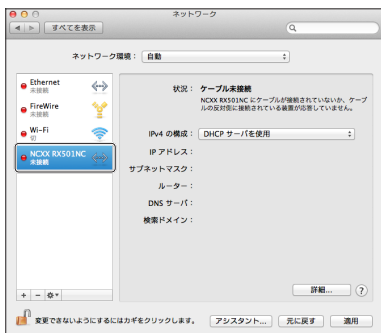 ネットワーク
すべてを表示
ネットワーク環境： 自動
Ethernet
未接続
FireWire
未接続
Wi-Fi
切
NCXX RX501NC
未接続
状況： ケーブル未接続
NCXX RX501NC にケーブルが接続されていないか、ケーブ
ルの反対側に接続されている装置が応答していません。
IPv4 の構成： DHCP サーバを使用
IP アドレス：
サブネットマスク：
ルーター：
DNS サーバ：
検索ドメイン：
詳細...
?
変更できないようにするにはカギをクリックします。
アシスタント...
元に戻す
適用